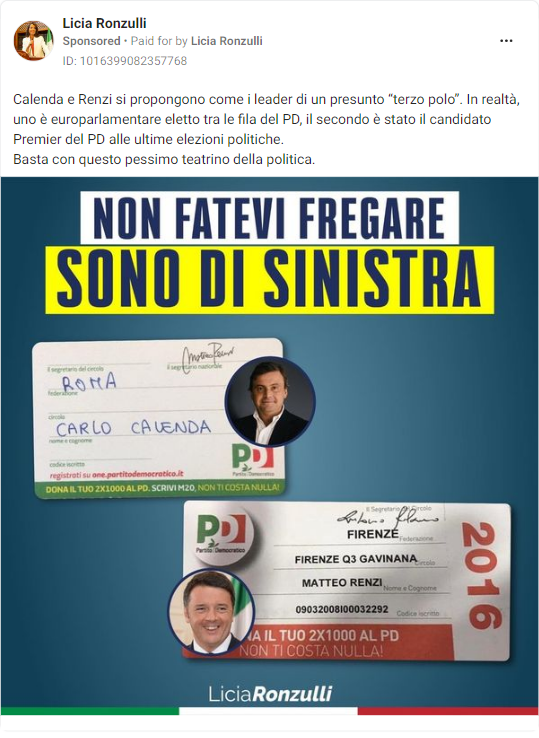 Licia Ronzulli
Sponsored • Paid for by Licia Ronzulli
ID: 1016399082357768
Calenda e Renzi si propongono come i leader di un presunto “terzo polo”. In realtà,
uno è europarlamentare eletto tra le fila del PD, il secondo è stato il candidato
Premier del PD alle ultime elezioni politiche.
Basta con questo pessimo teatrino della politica.
NON FATEVI FREGARE
SONO DI SINISTRA
il segretario del circolo
il segretario nazionale
ROMA
federazione
circolo
CARLO CALENDA
nome e cognome
codice iscritto
registrati su one.partitodemocratico.it
PD
DONA IL TUO 2X1000 AL PD. SCRIVI M20, NON TI COSTA NULLA!
Il Segretario del Circolo
PD
Partito Democratico
FIRENZE
Federazione
FIRENZE Q3 GAVINANA
Circolo
MATTEO RENZI
Nome e Cognome
09032008I00032292
Codice iscritto
2016
NA IL TUO 2X1000 AL PD
NON TI COSTA NULLA!
LiciaRonzulli